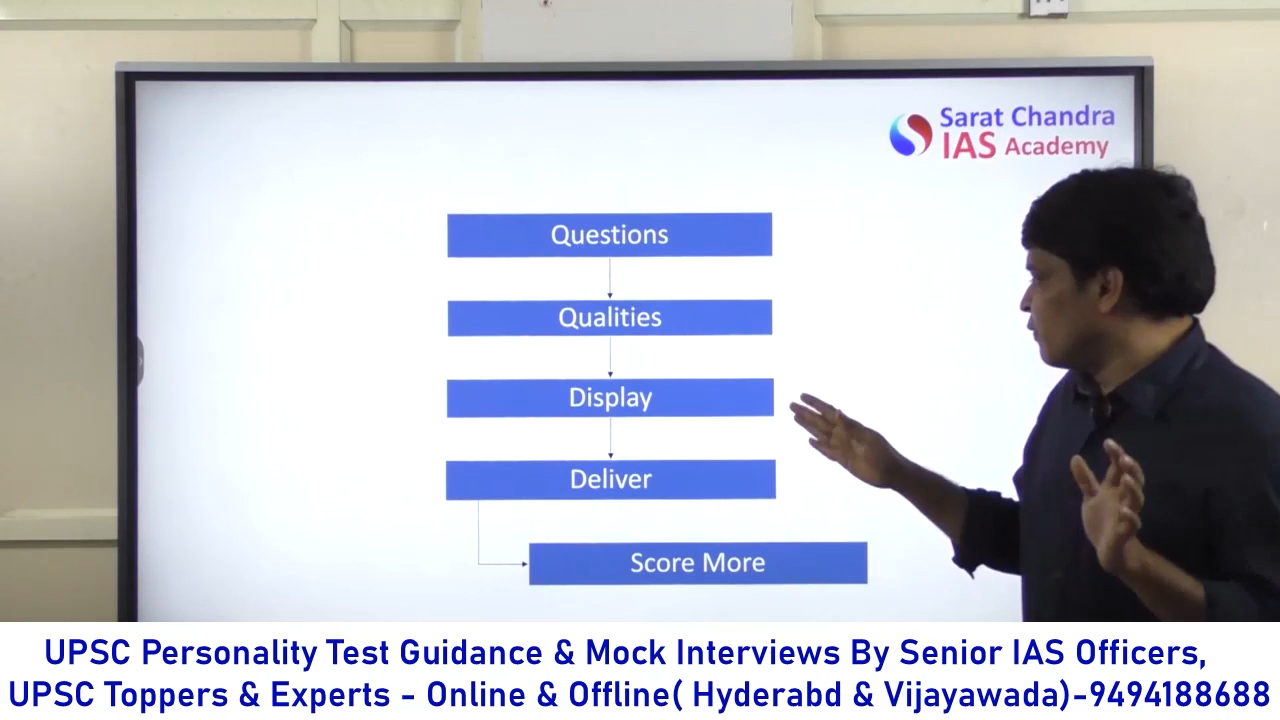 Sarat Chandra
IAS Academy
Questions
Qualities
Display
Deliver
Score More
UPSC Personality Test Guidance & Mock Interviews By Senior IAS Officers,
UPSC Toppers & Experts - Online & Offline( Hyderabd & Vijayawada)-9494188688